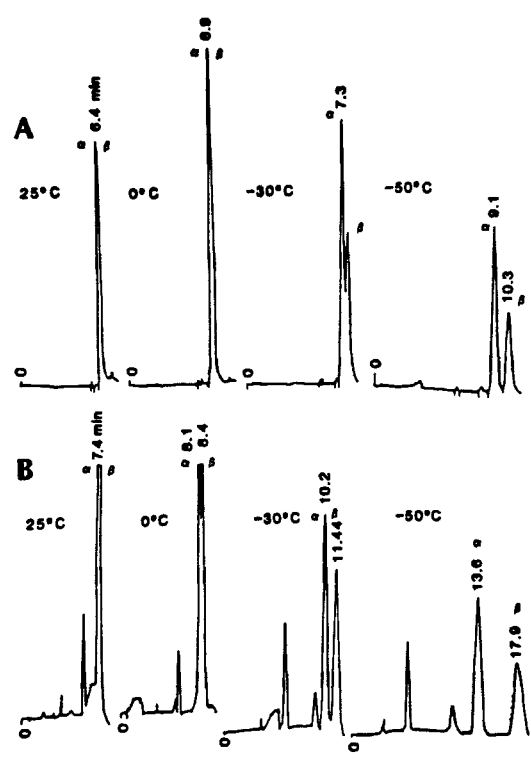 A
α 6.4 min β
25°C
0
α 6.9 β
0°C
0
α 7.3
β
-30°C
0
-50°C
α 9.1
10.3 β
0
B
α 7.4 min β
25°C
0
α 8.1
8.4 β
0°C
0
-30°C
α 10.2
11.44 β
0
-50°C
13.6 α
17.9 β
0